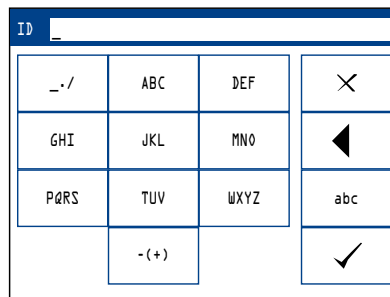 ID _
_./ ABC DEF
GHI JKL MNO
PQRS TUV WXYZ abc
-(+)